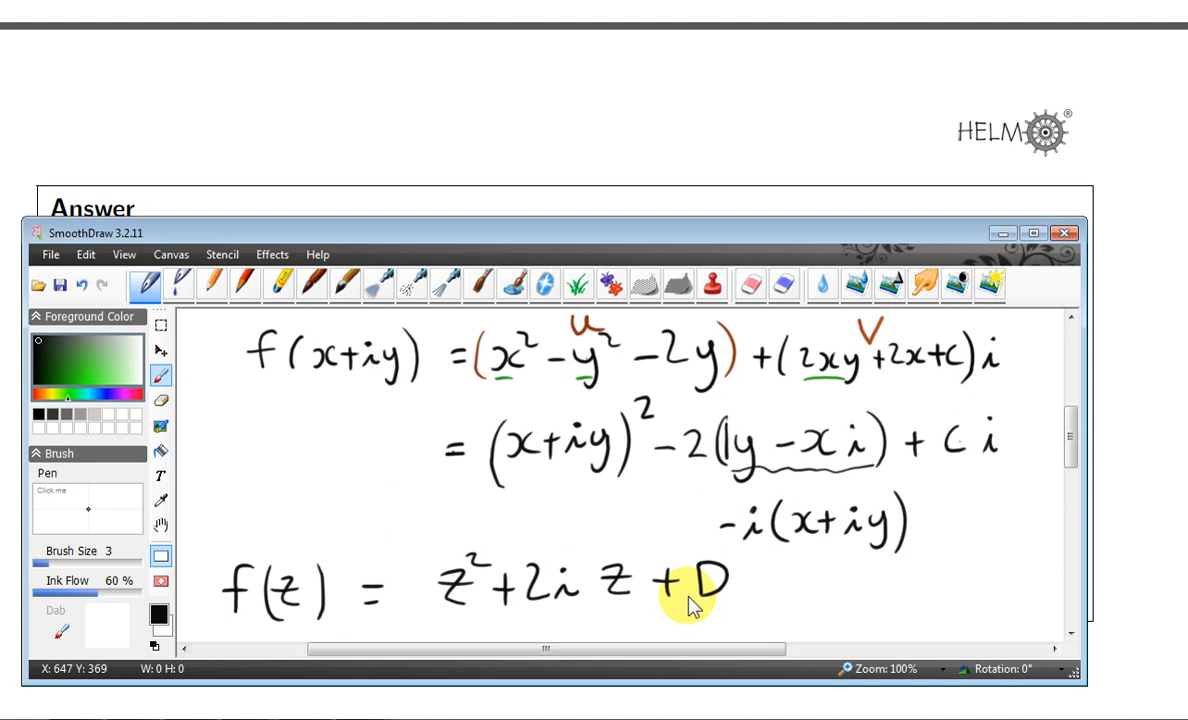 HELM®
Answer
SmoothDraw 3.2.11
File Edit View Canvas Stencil Effects Help
Foreground Color
f(x+iy) = (x² - y² - 2y) + (2xy + 2x + c)i
u
v
= (x+iy)² - 2(1y - xi) + ci
-i(x+iy)
f(z) = z² + 2i z + D
Brush
Pen
Click me
Brush Size 3
Ink Flow 60 %
Dab
X: 647 Y: 369 W: 0 H: 0 Zoom: 100% Rotation: 0°